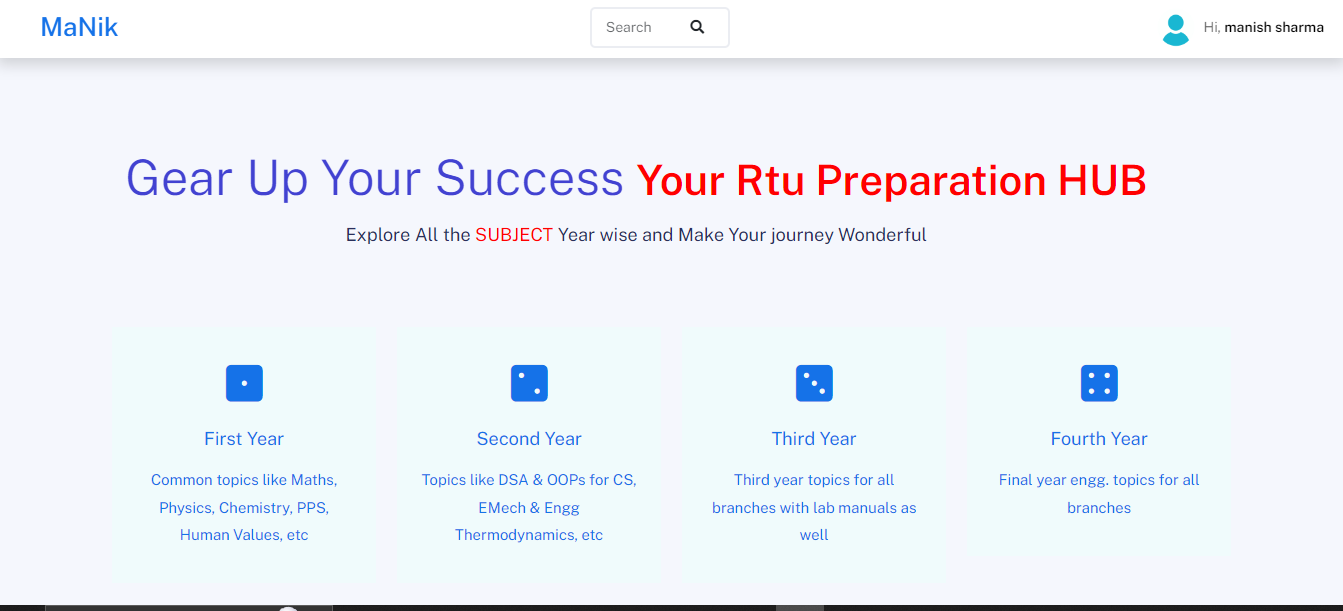 MaNik
Search
Hi, manish sharma
Gear Up Your Success Your Rtu Preparation HUB
Explore All the SUBJECT Year wise and Make Your journey Wonderful
First Year
Common topics like Maths,
Physics, Chemistry, PPS,
Human Values, etc
Second Year
Topics like DSA & OOPs for CS,
EMech & Engg
Thermodynamics, etc
Third Year
Third year topics for all
branches with lab manuals as
well
Fourth Year
Final year engg. topics for all
branches